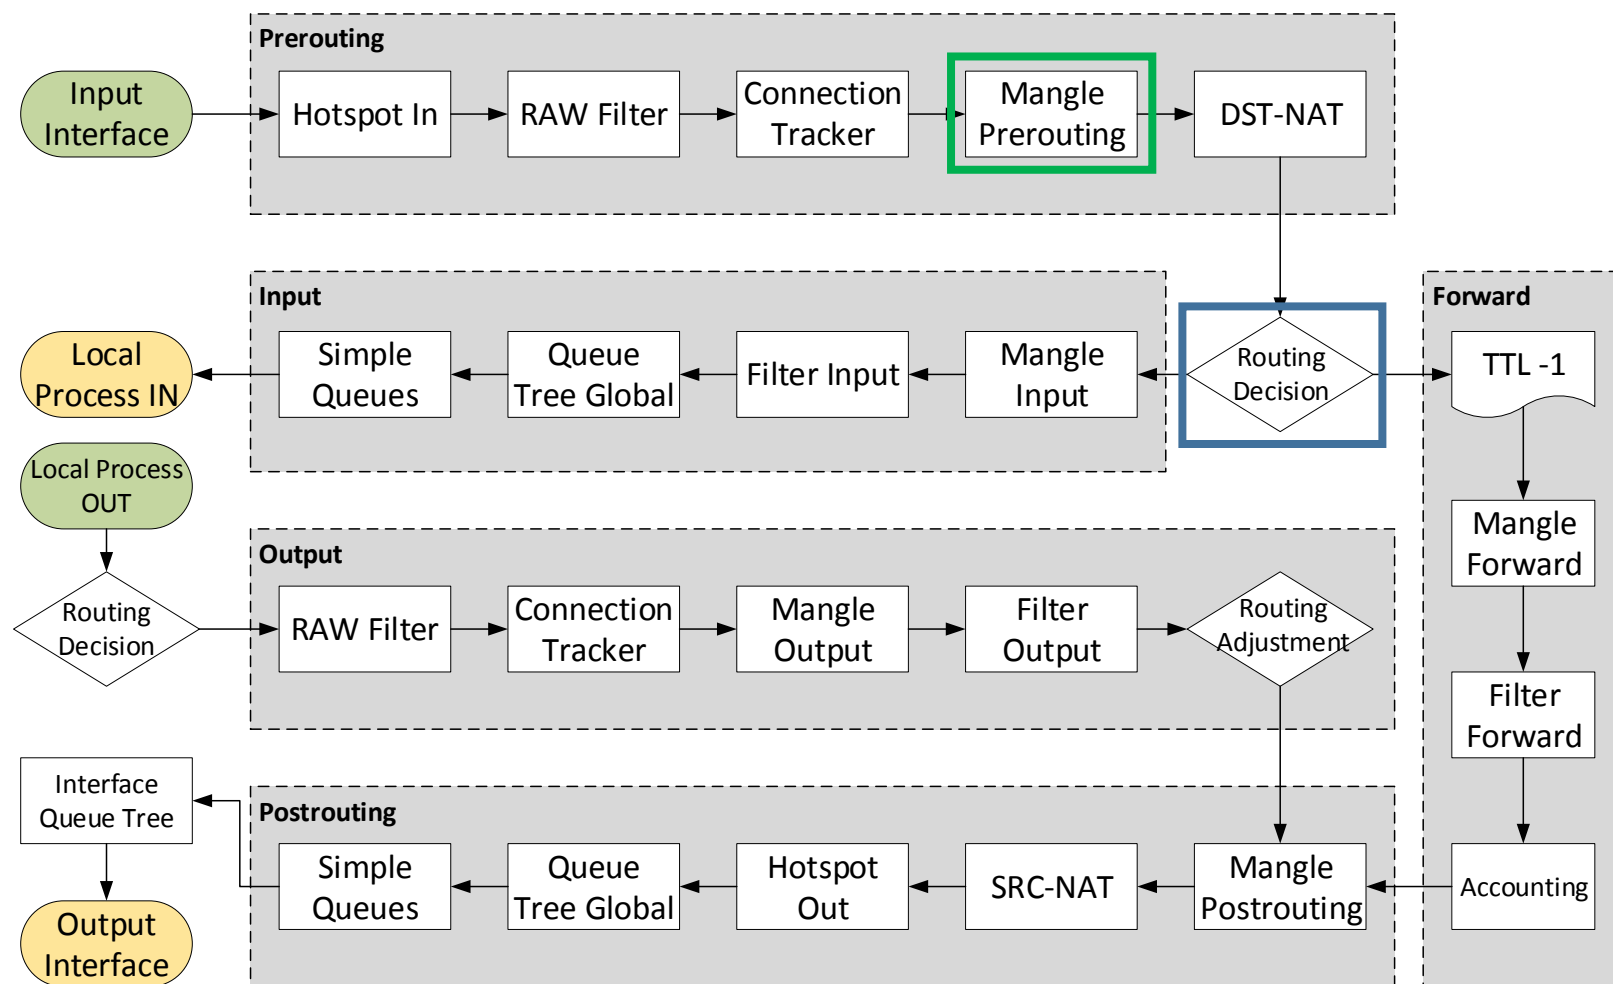 Prerouting
Input
Interface
Hotspot In
RAW Filter
Connection
Tracker
Mangle
Prerouting
DST-NAT
Input
Forward
Local
Process IN
Simple
Queues
Queue
Tree Global
Filter Input
Mangle
Input
Routing
Decision
TTL -1
Local Process
OUT
Mangle
Forward
Output
Routing
Decision
RAW Filter
Connection
Tracker
Mangle
Output
Filter
Output
Routing
Adjustment
Filter
Forward
Interface
Queue Tree
Postrouting
Simple
Queues
Queue
Tree Global
Hotspot
Out
SRC-NAT
Mangle
Postrouting
Accounting
Output
Interface